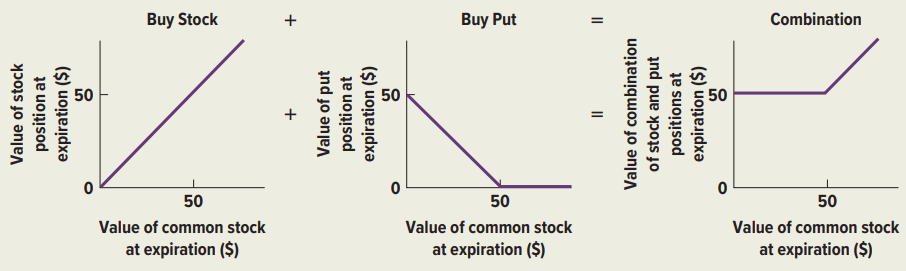 Buy Stock
+
Buy Put
=
Combination
Value of stock
position at
expiration ($)
50
0
50
Value of common stock
at expiration ($)
+
Value of put
position at
expiration ($)
50
0
50
Value of common stock
at expiration ($)
=
Value of combination
of stock and put
positions at
expiration ($)
50
0
50
Value of common stock
at expiration ($)